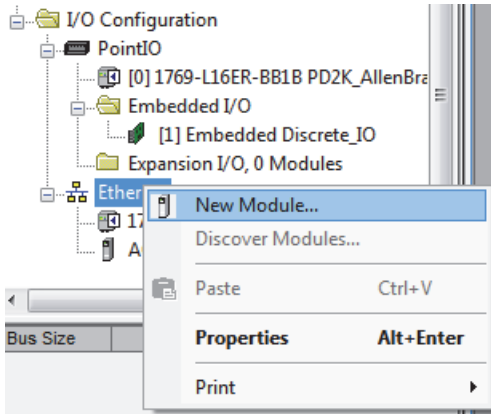 I/O Configuration
PointIO
[0] 1769-L16ER-BB1B PD2K_AllenBra
Embedded I/O
[1] Embedded Discrete_IO
Expansion I/O, 0 Modules
Ether
New Module...
17
Discover Modules...
A
Paste Ctrl+V
Bus Size
Properties Alt+Enter
Print